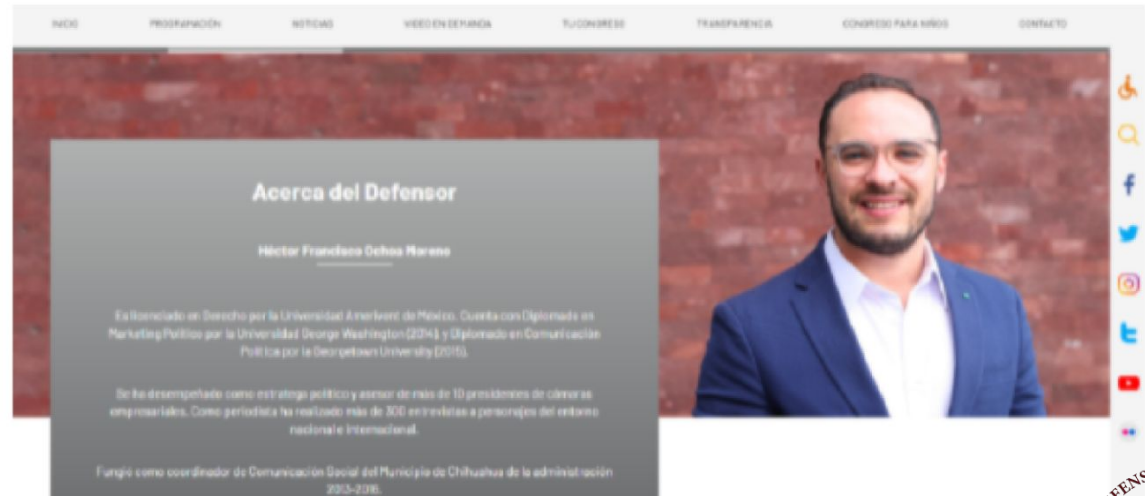 INICIO PROGRAMACIÓN NOTICIAS VIDEO EN DEMANDA TU CONGRESO TRANSPARENCIA CONGRESO PARA NIÑOS CONTACTO
Acerca del Defensor
Héctor Francisco Ochoa Moreno
Es licenciado en Derecho por la Universidad Amerivent de México. Cuenta con Diplomado en
Marketing Político por la Universidad George Washington (2014), y Diplomado en Comunicación
Política por la Georgetown University (2015).
Se ha desempeñado como estratega político y asesor de más de 10 presidentes de cámaras
empresariales. Como periodista ha realizado más de 300 entrevistas a personajes del entorno
nacional e internacional.
Fungió como coordinador de Comunicación Social del Municipio de Chihuahua de la administración
2013-2016.